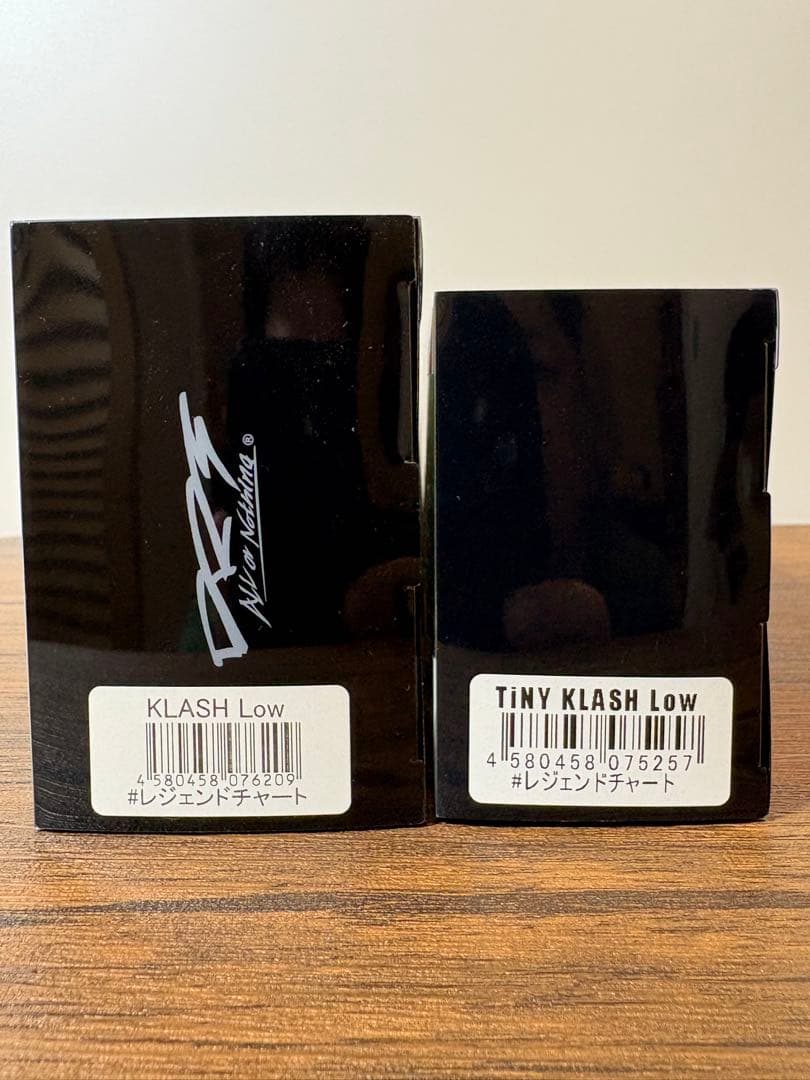 DRT
All or Nothing®
KLASH Low
4 580458 076209
#レジェンドチャート
TiNY KLASH Low
4 580458 075257
#レジェンドチャート